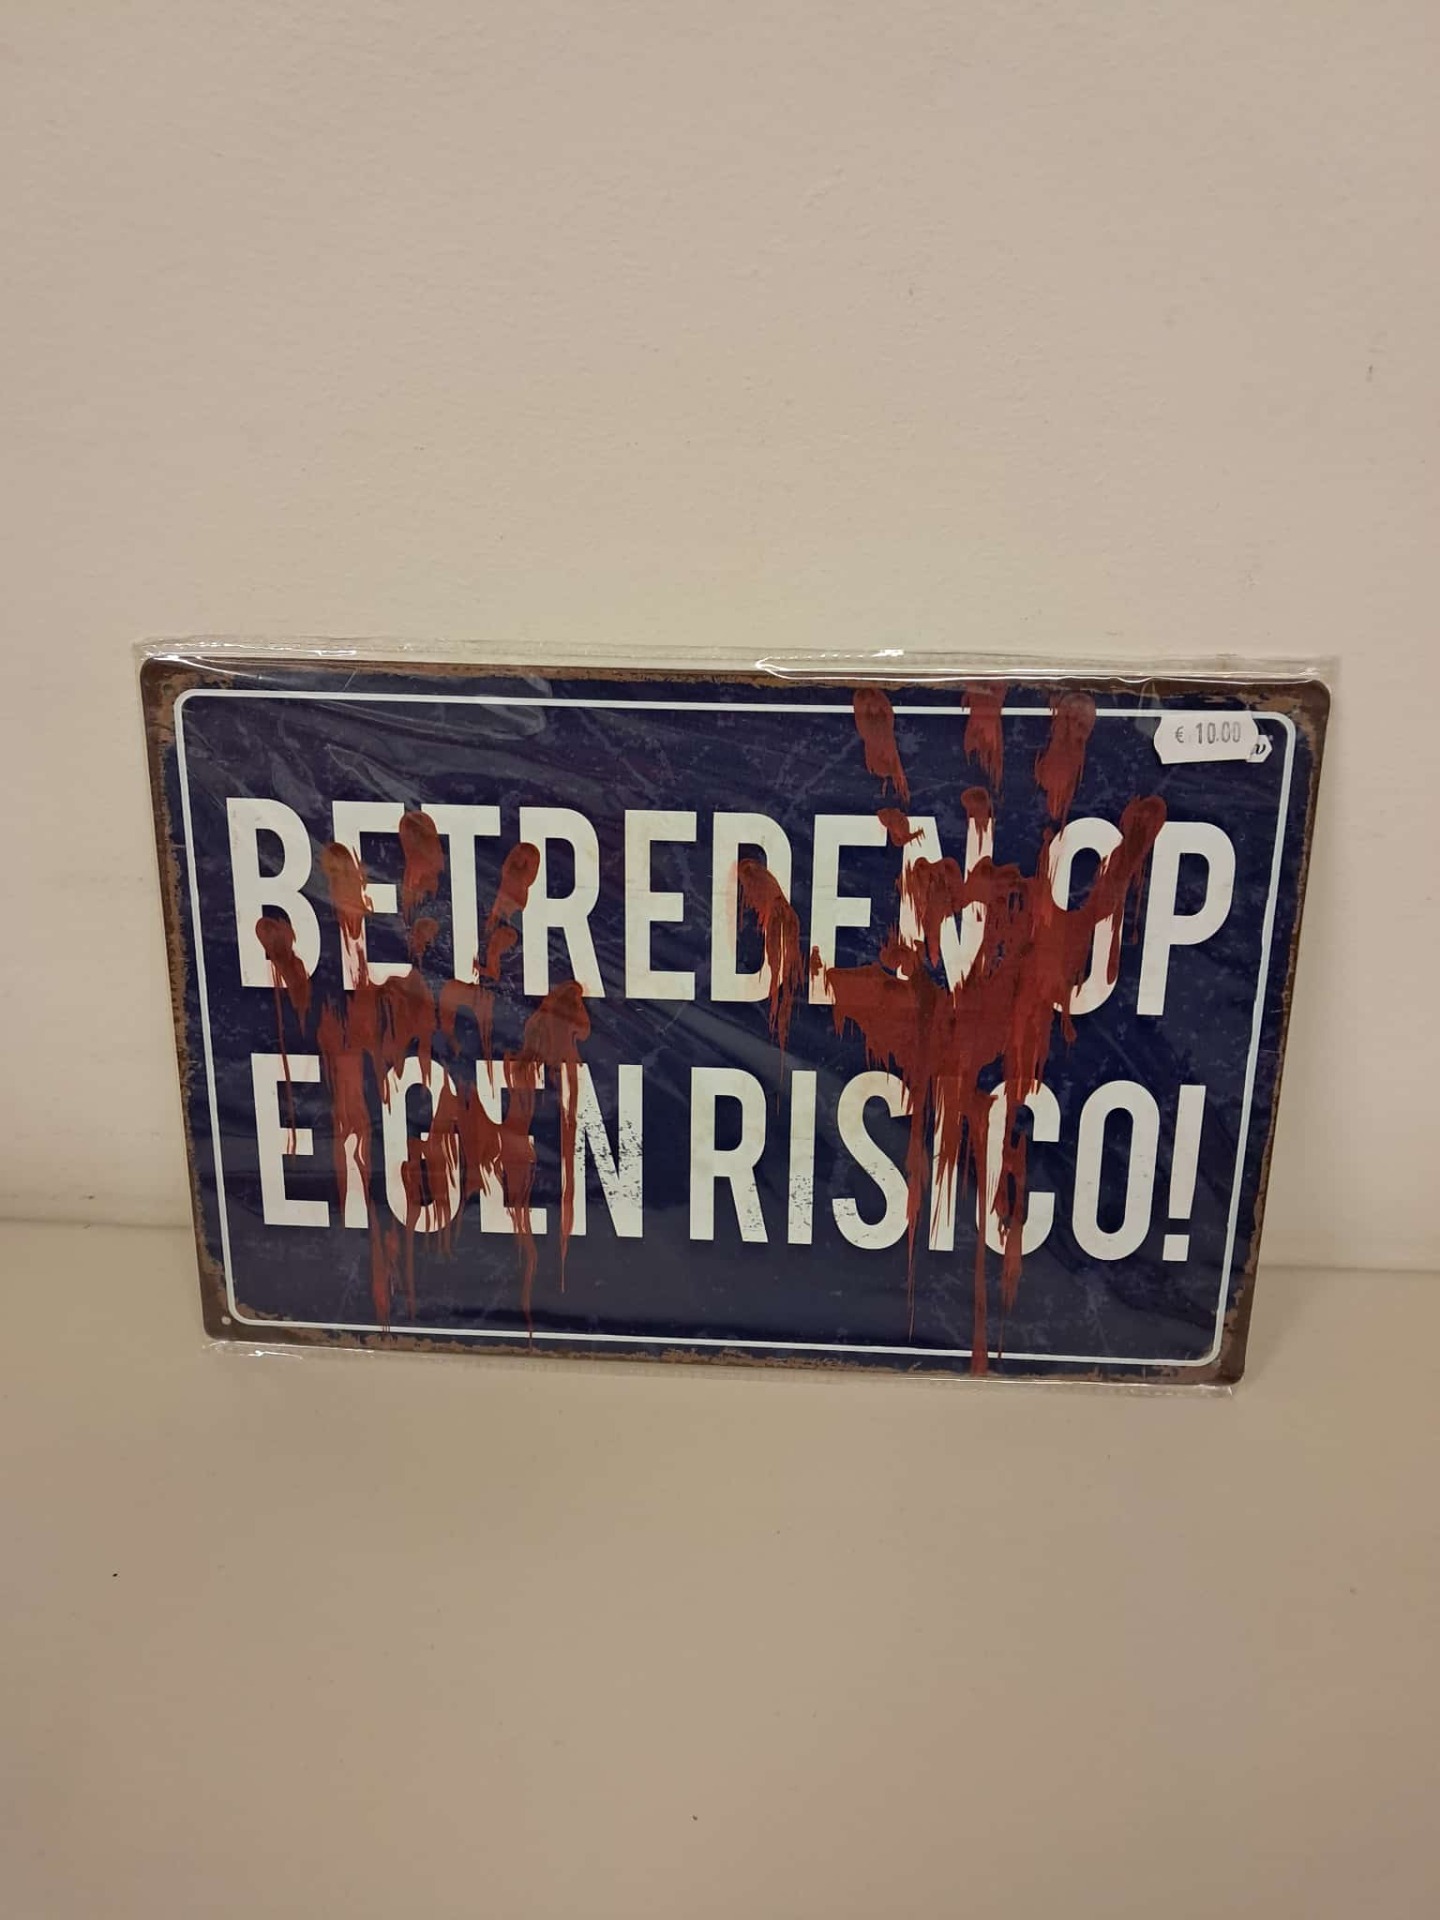 € 10.00
BETREDEN OP
EIGEN RISICO!